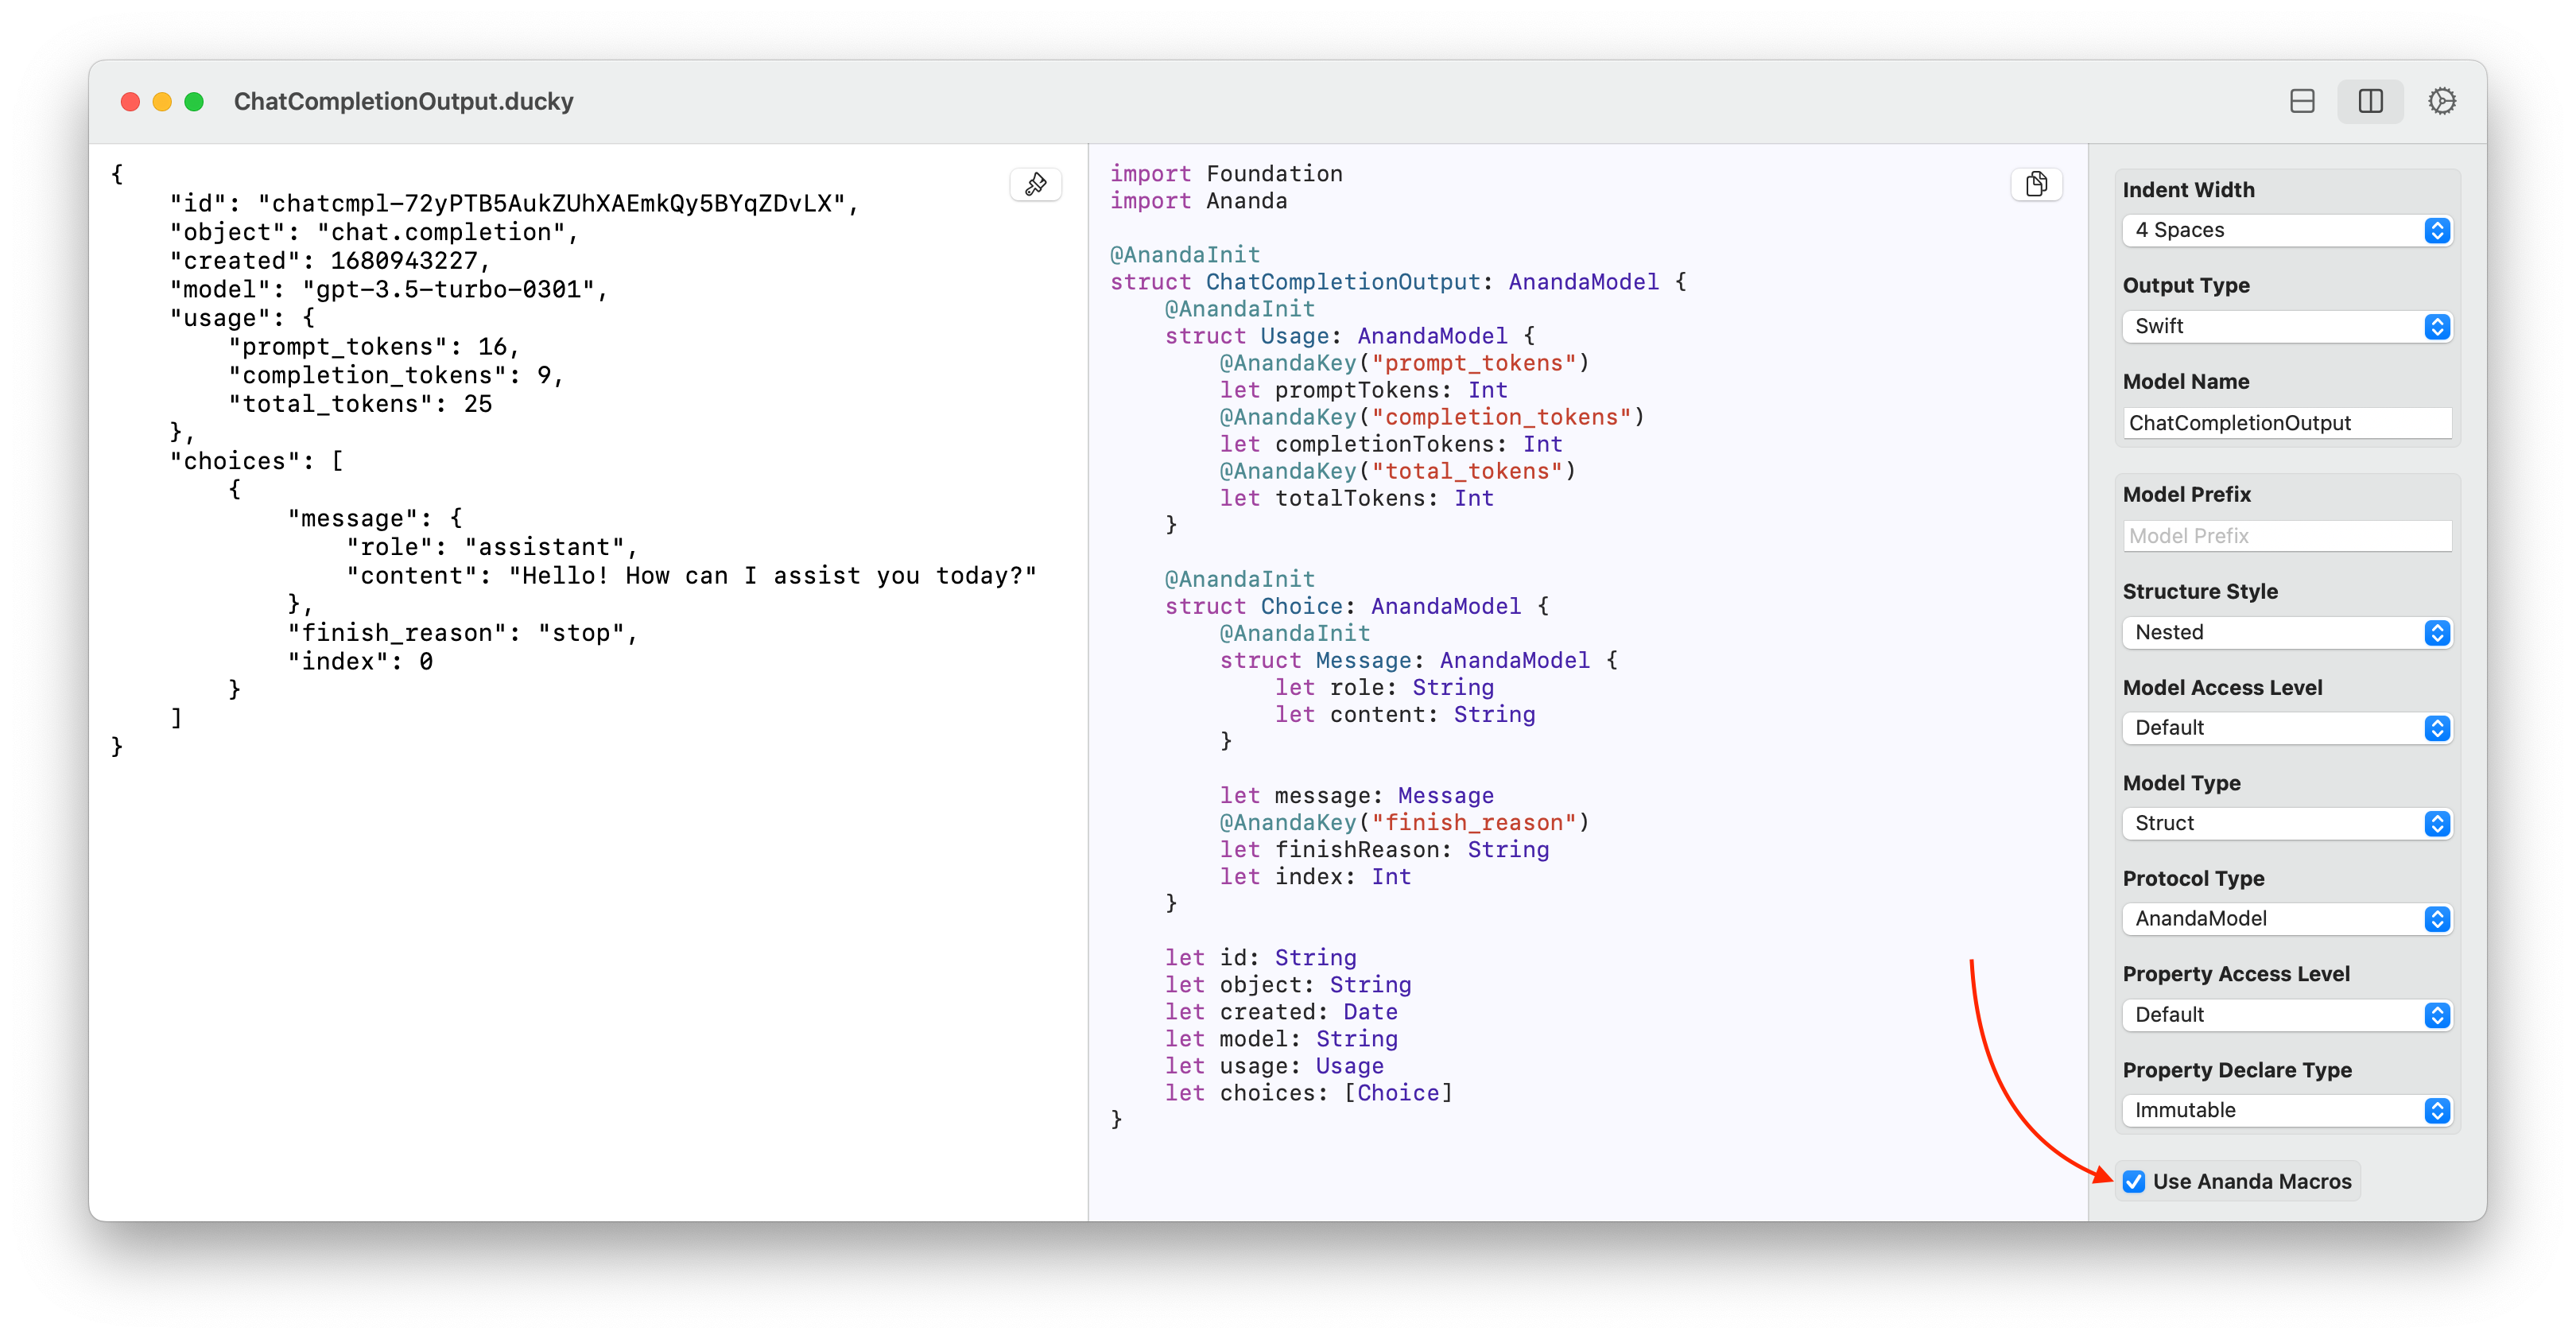 ChatCompletionOutput.ducky
{
    "id": "chatcmpl-72yPTB5AukZUhXAEmkQy5BYqZDvLX",
    "object": "chat.completion",
    "created": 1680943227,
    "model": "gpt-3.5-turbo-0301",
    "usage": {
        "prompt_tokens": 16,
        "completion_tokens": 9,
        "total_tokens": 25
    },
    "choices": [
        {
            "message": {
                "role": "assistant",
                "content": "Hello! How can I assist you today?"
            },
            "finish_reason": "stop",
            "index": 0
        }
    ]
}
import Foundation
import Ananda
@AnandaInit
struct ChatCompletionOutput: AnandaModel {
    @AnandaInit
    struct Usage: AnandaModel {
        @AnandaKey("prompt_tokens")
        let promptTokens: Int
        @AnandaKey("completion_tokens")
        let completionTokens: Int
        @AnandaKey("total_tokens")
        let totalTokens: Int
    }
    @AnandaInit
    struct Choice: AnandaModel {
        @AnandaInit
        struct Message: AnandaModel {
            let role: String
            let content: String
        }
        let message: Message
        @AnandaKey("finish_reason")
        let finishReason: String
        let index: Int
    }
    let id: String
    let object: String
    let created: Date
    let model: String
    let usage: Usage
    let choices: [Choice]
}
Indent Width
4 Spaces
Output Type
Swift
Model Name
ChatCompletionOutput
Model Prefix
Model Prefix
Structure Style
Nested
Model Access Level
Default
Model Type
Struct
Protocol Type
AnandaModel
Property Access Level
Default
Property Declare Type
Immutable
Use Ananda Macros